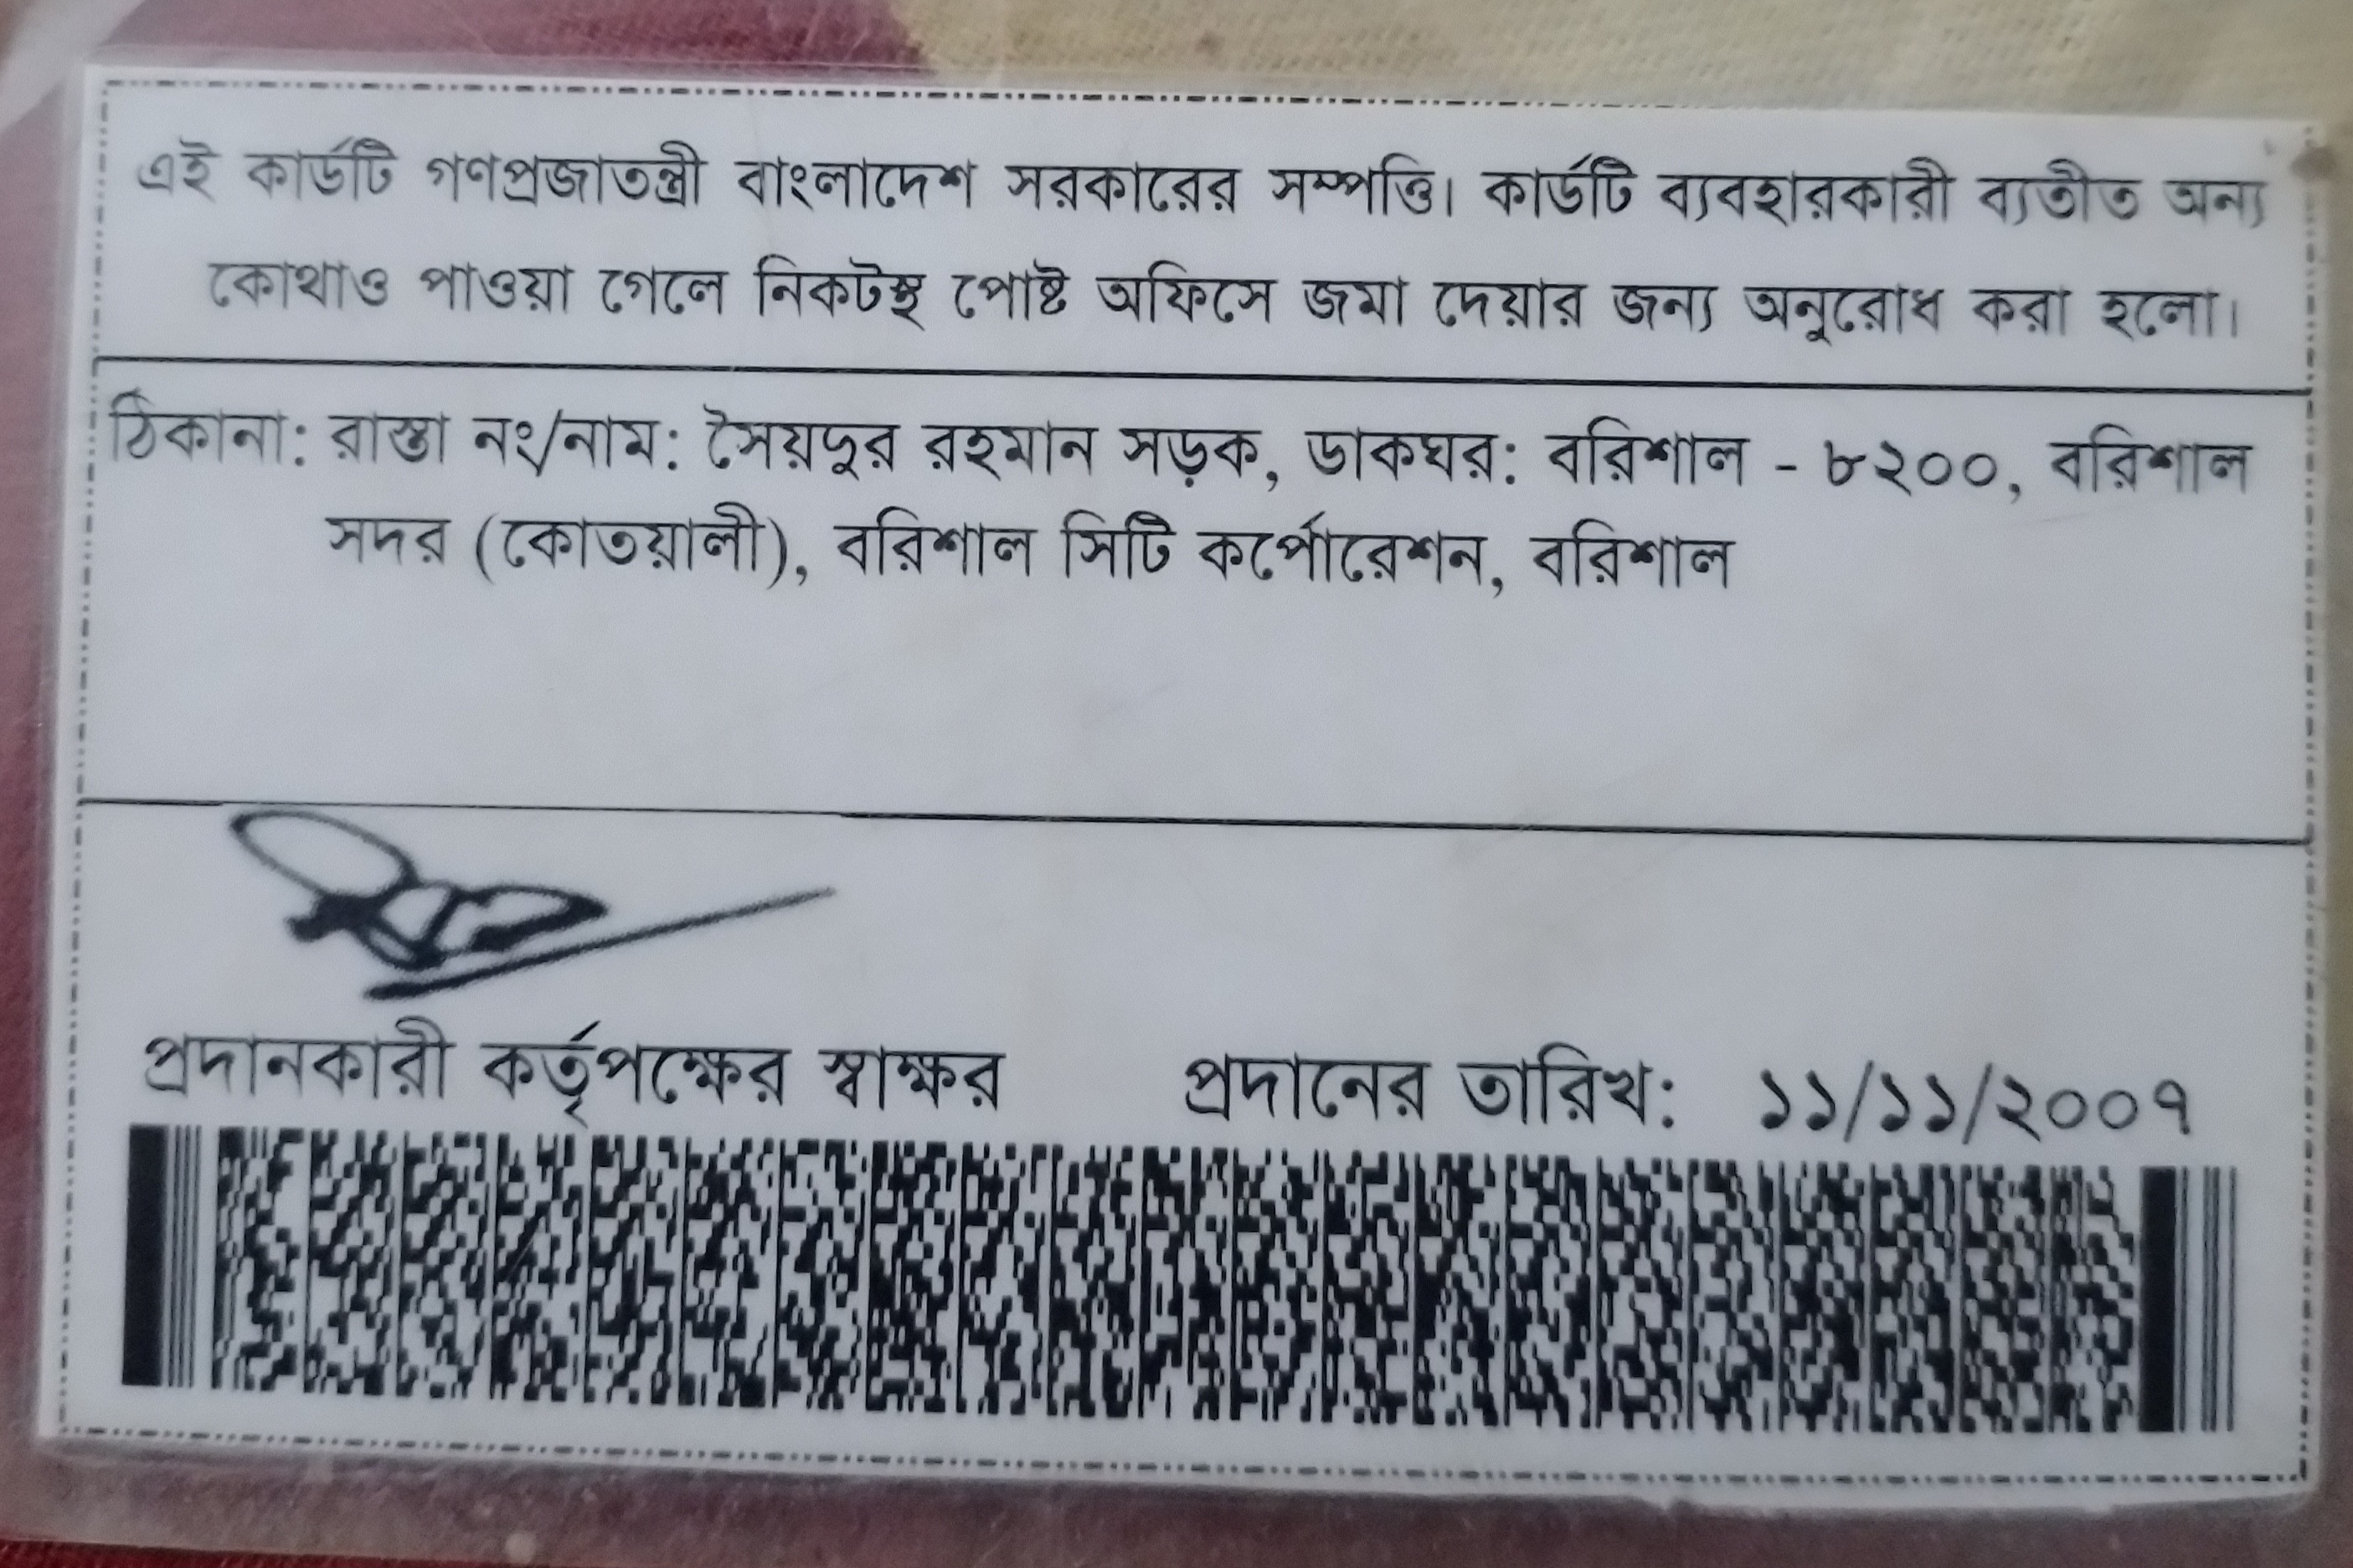 এই কার্ডটি গণপ্রজাতন্ত্রী বাংলাদেশ সরকারের সম্পত্তি। কার্ডটি ব্যবহারকারী ব্যতীত অন্য
কোথাও পাওয়া গেলে নিকটস্থ পোষ্ট অফিসে জমা দেয়ার জন্য অনুরোধ করা হলো।
ঠিকানা: রাস্তা নং/নাম: সৈয়দুর রহমান সড়ক, ডাকঘর: বরিশাল - ৮২০০, বরিশাল
সদর (কোতয়ালী), বরিশাল সিটি কর্পোরেশন, বরিশাল
প্রদানকারী কর্তৃপক্ষের স্বাক্ষর প্রদানের তারিখ: ১১/১১/২০০৭